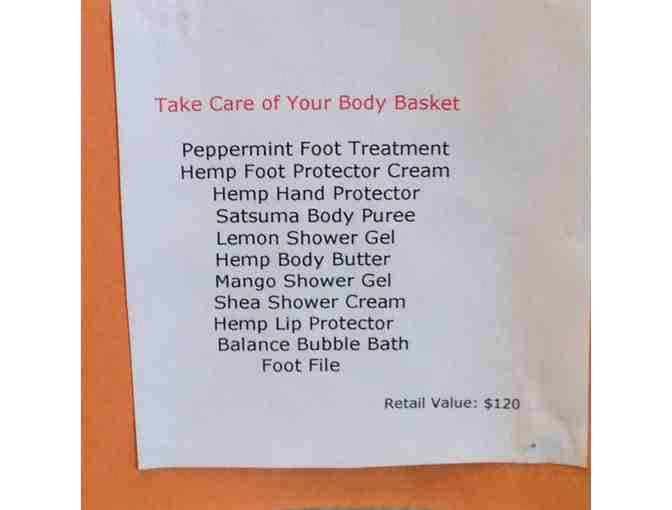 Take Care of Your Body Basket
Peppermint Foot Treatment
Hemp Foot Protector Cream
Hemp Hand Protector
Satsuma Body Puree
Lemon Shower Gel
Hemp Body Butter
Mango Shower Gel
Shea Shower Cream
Hemp Lip Protector
Balance Bubble Bath
Foot File
Retail Value: $120